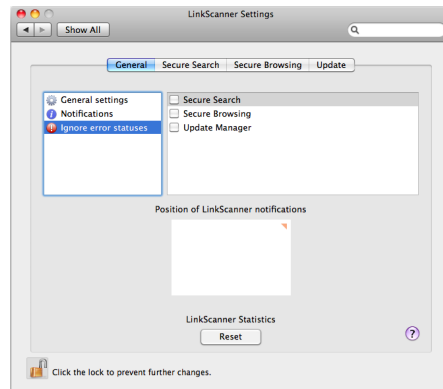 LinkScanner Settings
Show All
General Secure Search Secure Browsing Update
General settings
Notifications
Ignore error statuses
Secure Search
Secure Browsing
Update Manager
Position of LinkScanner notifications
LinkScanner Statistics
Reset
?
Click the lock to prevent further changes.